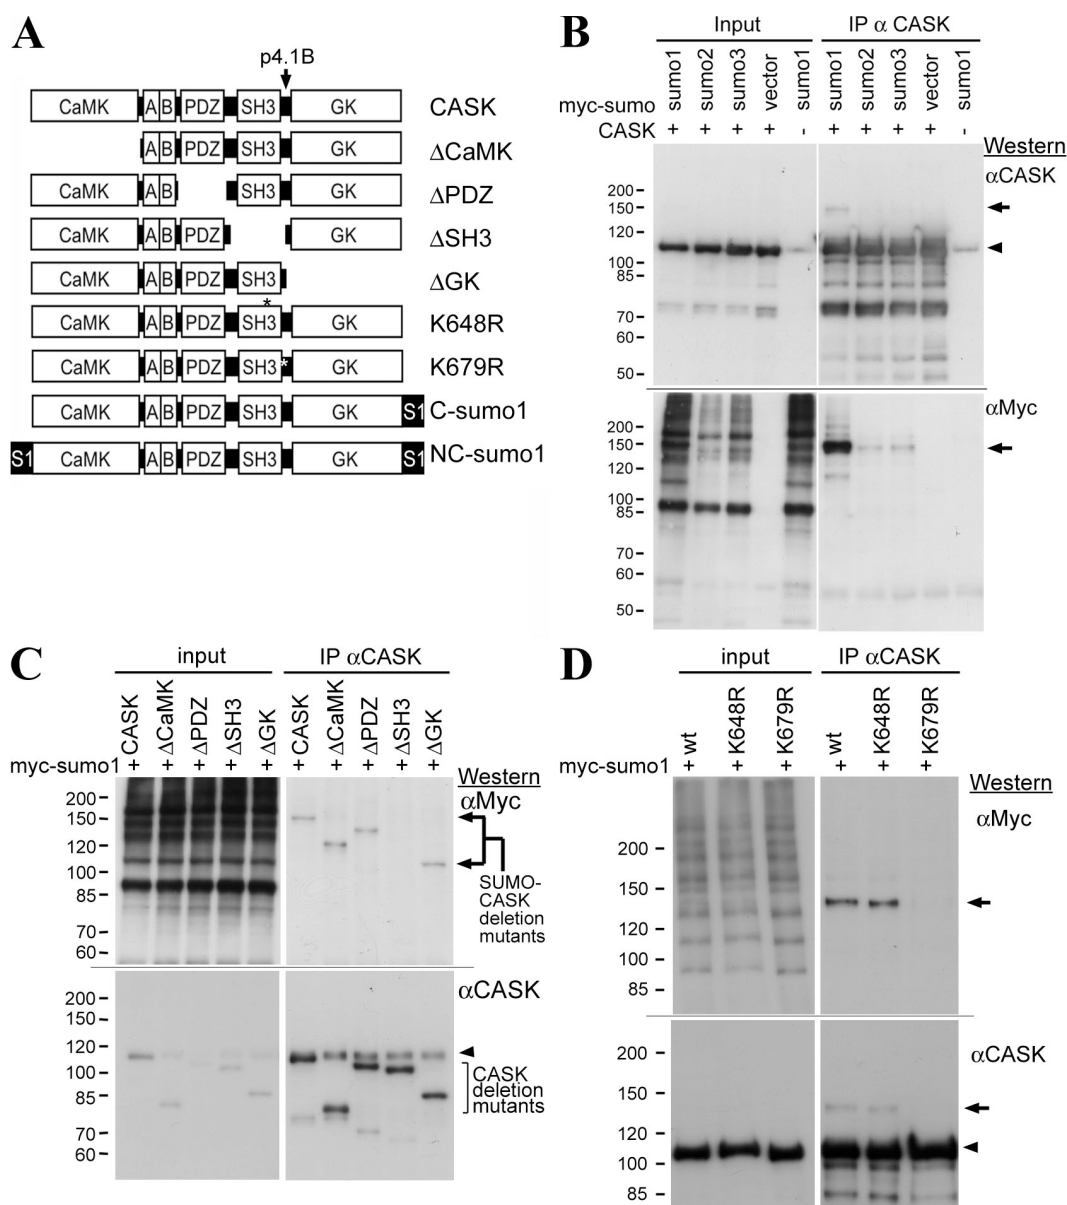 A
p4.1B
CaMK A B PDZ SH3 GK CASK
A B PDZ SH3 GK ΔCaMK
CaMK A B SH3 GK ΔPDZ
CaMK A B PDZ GK ΔSH3
CaMK A B PDZ SH3 ΔGK
*
CaMK A B PDZ SH3 GK K648R
CaMK A B PDZ SH3 * GK K679R
CaMK A B PDZ SH3 GK S1 C-sumo1
S1 CaMK A B PDZ SH3 GK S1 NC-sumo1
B
Input IP α CASK
myc-sumo sumo1 sumo2 sumo3 vector sumo1 sumo1 sumo2 sumo3 vector sumo1
CASK + + + + - + + + + -
Western
αCASK
200
150
120
100
85
70
60
50
αMyc
200
150
120
100
85
70
60
50
C
input IP αCASK
CASK ΔCaMK ΔPDZ ΔSH3 ΔGK CASK ΔCaMK ΔPDZ ΔSH3 ΔGK
myc-sumo1 + + + + + + + + + +
Western
αMyc
200
150
120
100
85
70
60
SUMO-
CASK
deletion
mutants
αCASK
200
150
120
100
85
70
60
CASK
deletion
mutants
D
input IP αCASK
wt K648R K679R wt K648R K679R
myc-sumo1 + + + + + +
Western
αMyc
200
150
120
100
85
αCASK
200
150
120
100
85